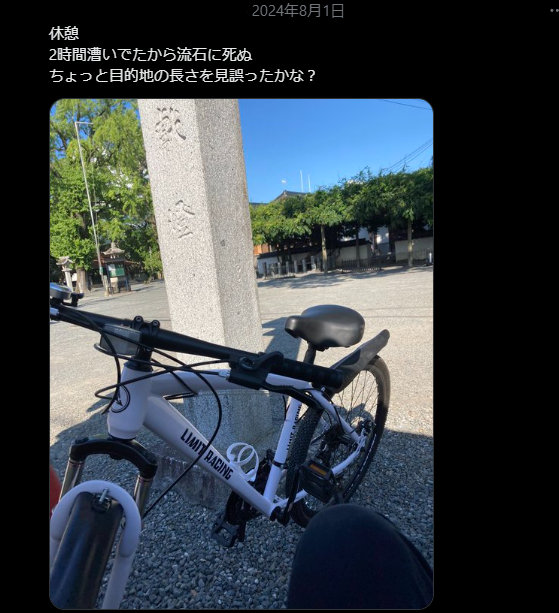 2024年8月1日
休憩
2時間漕いでたから流石に死ぬ
ちょっと目的地の長さを見誤ったかな？
澄
LIMIT RACING